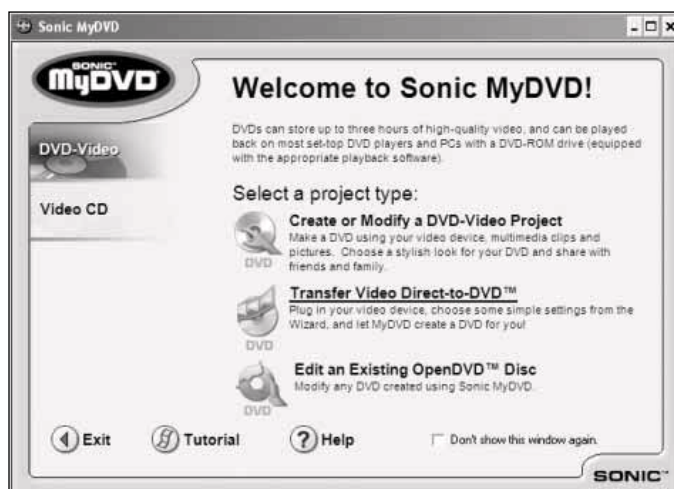 Sonic MyDVD
SONIC™
MyDVD
Welcome to Sonic MyDVD!
DVDs can store up to three hours of high-quality video, and can be played
back on most set-top DVD players and PCs with a DVD-ROM drive (equipped
with the appropriate playback software).
DVD-Video
Video CD
Select a project type:
Create or Modify a DVD-Video Project
Make a DVD using your video device, multimedia clips and
pictures. Choose a stylish look for your DVD and share with
friends and family.
DVD
Transfer Video Direct-to-DVD™
Plug in your video device, choose some simple settings from the
Wizard, and let MyDVD create a DVD for you!
DVD
Edit an Existing OpenDVD™ Disc
Modify any DVD created using Sonic MyDVD.
DVD
Exit
Tutorial
? Help
Don't show this window again.
SONIC™